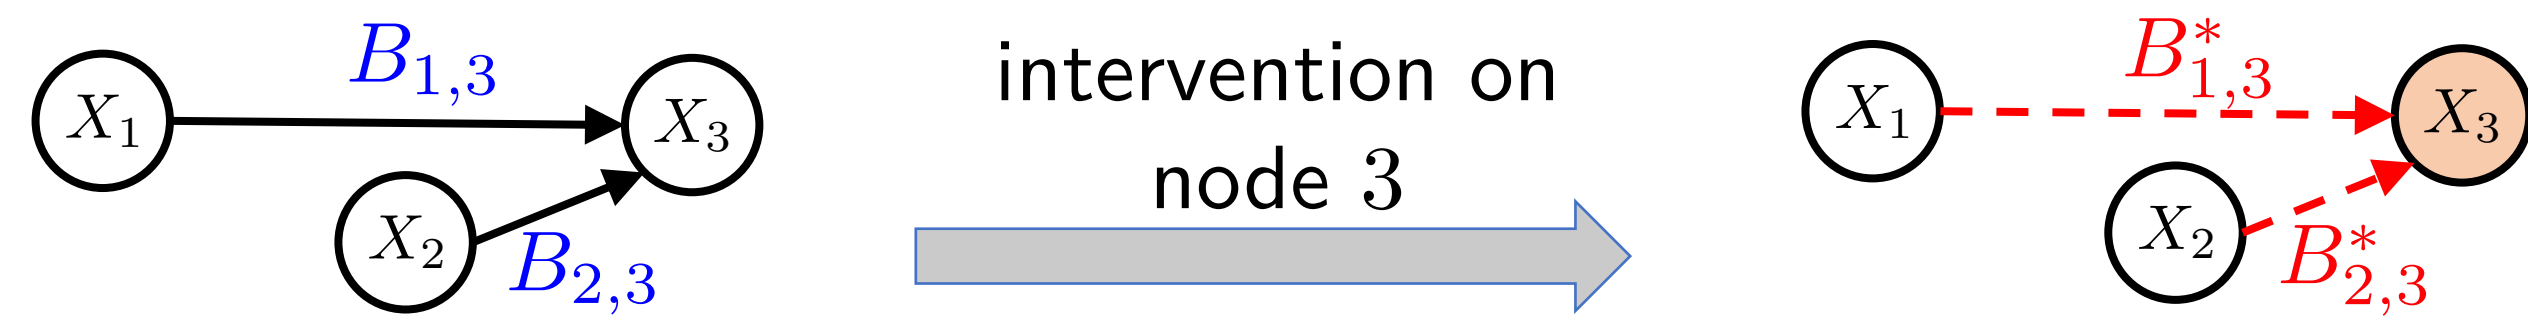 X₁
B₁,₃
X₃
X₂
B₂,₃
intervention on
node 3
X₁
B*₁,₃
X₃
X₂
B*₂,₃